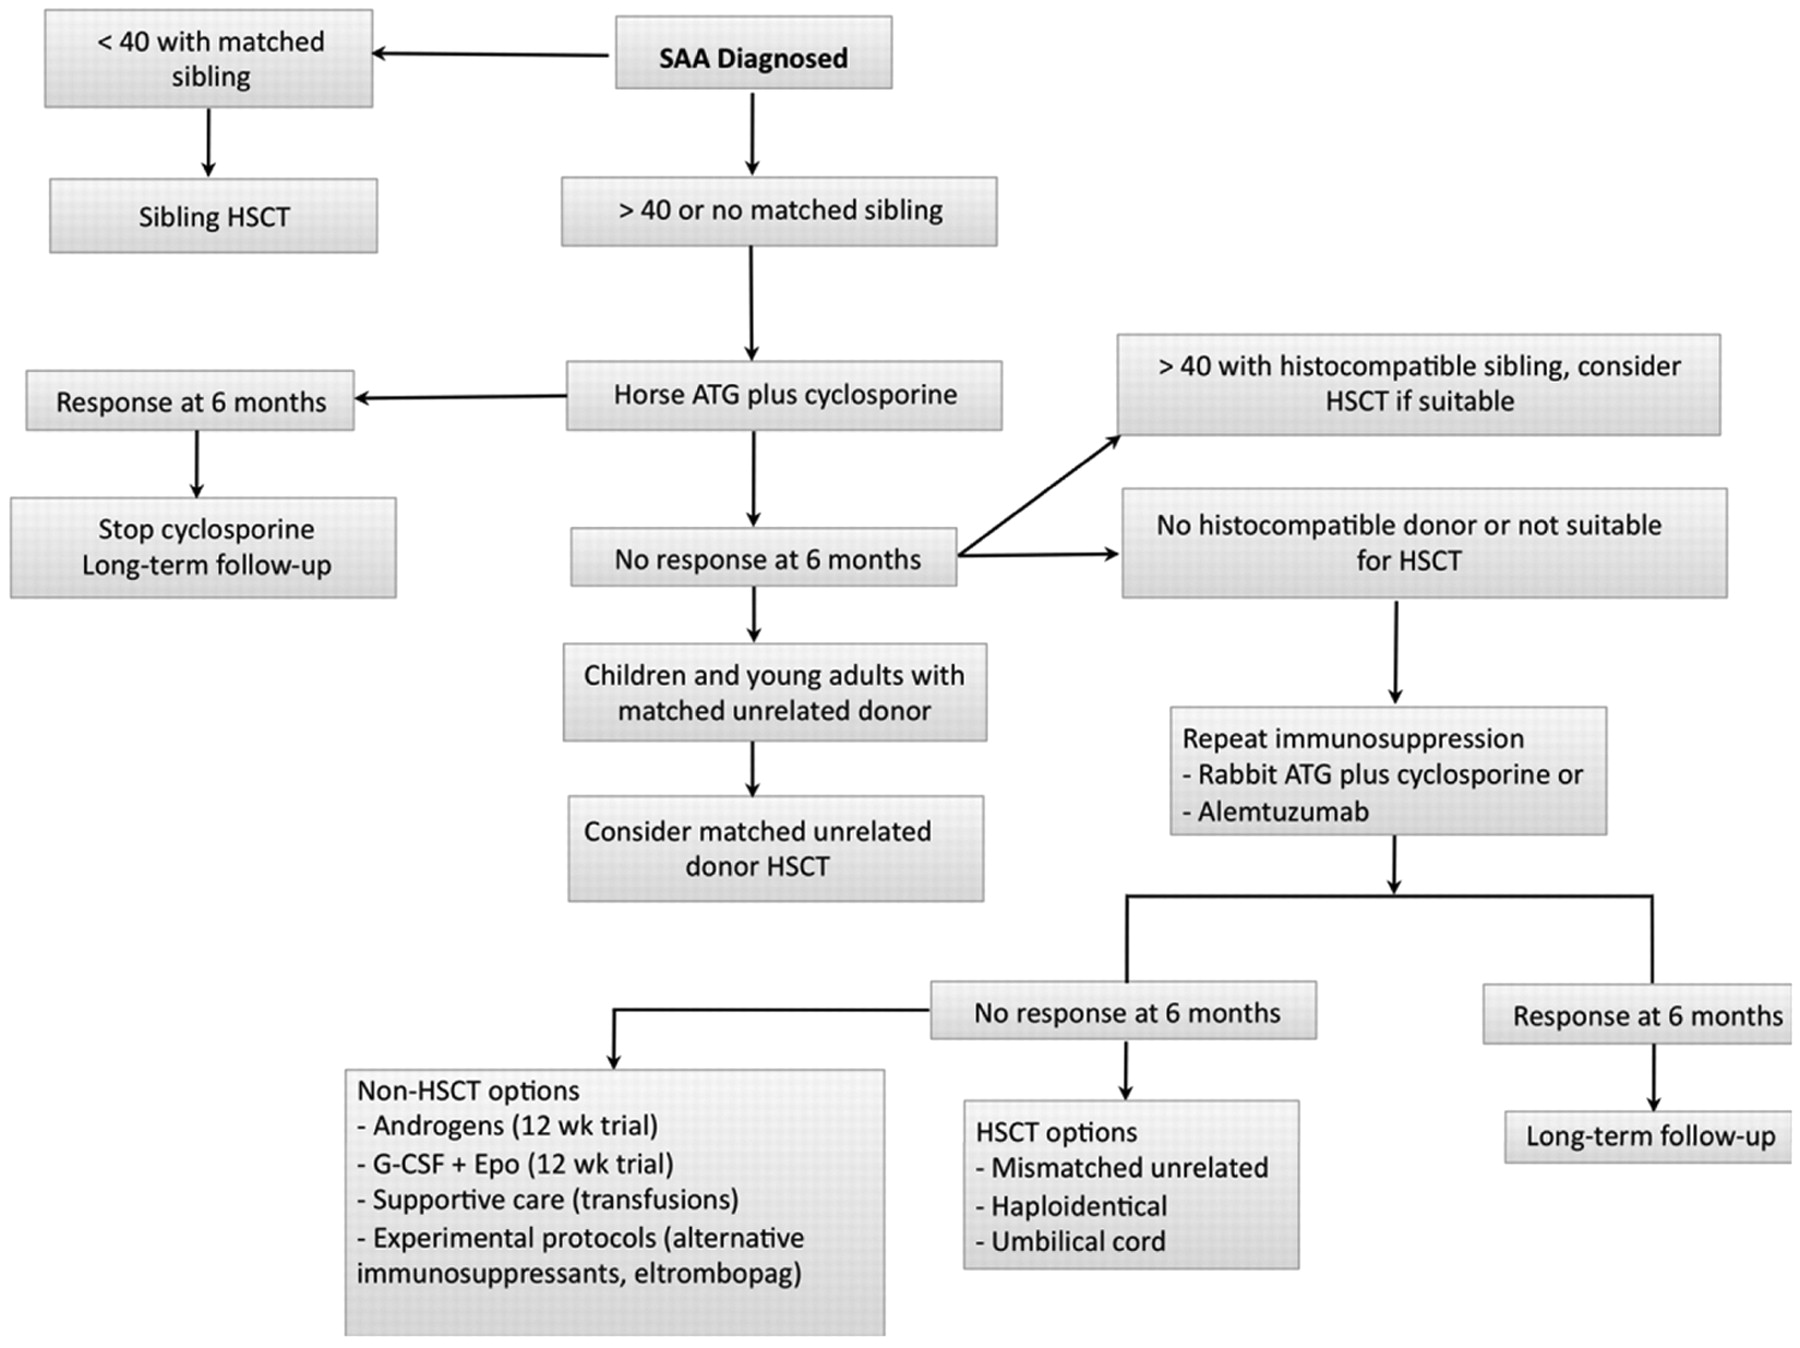 < 40 with matched
sibling
SAA Diagnosed
Sibling HSCT
> 40 or no matched sibling
Response at 6 months
Horse ATG plus cyclosporine
> 40 with histocompatible sibling, consider
HSCT if suitable
Stop cyclosporine
Long-term follow-up
No response at 6 months
No histocompatible donor or not suitable
for HSCT
Children and young adults with
matched unrelated donor
Repeat immunosuppression
- Rabbit ATG plus cyclosporine or
- Alemtuzumab
Consider matched unrelated
donor HSCT
No response at 6 months
Response at 6 months
Non-HSCT options
- Androgens (12 wk trial)
- G-CSF + Epo (12 wk trial)
- Supportive care (transfusions)
- Experimental protocols (alternative
immunosuppressants, eltrombopag)
HSCT options
- Mismatched unrelated
- Haploidentical
- Umbilical cord
Long-term follow-up